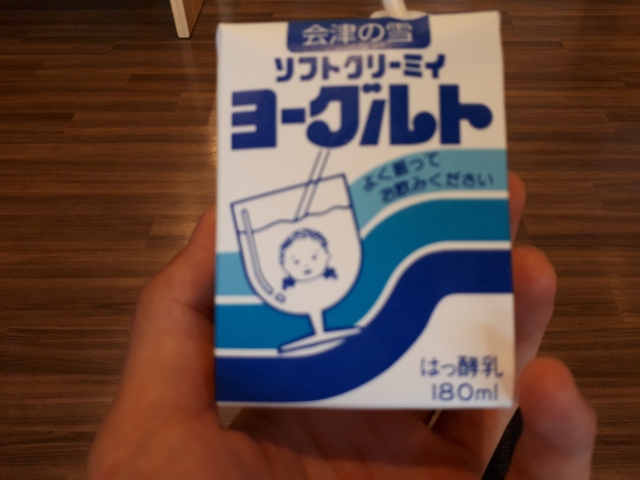 会津の雪
ソフトクリーミィ
ヨーグルト
よく振って
お飲みください
はっ酵乳
180ml